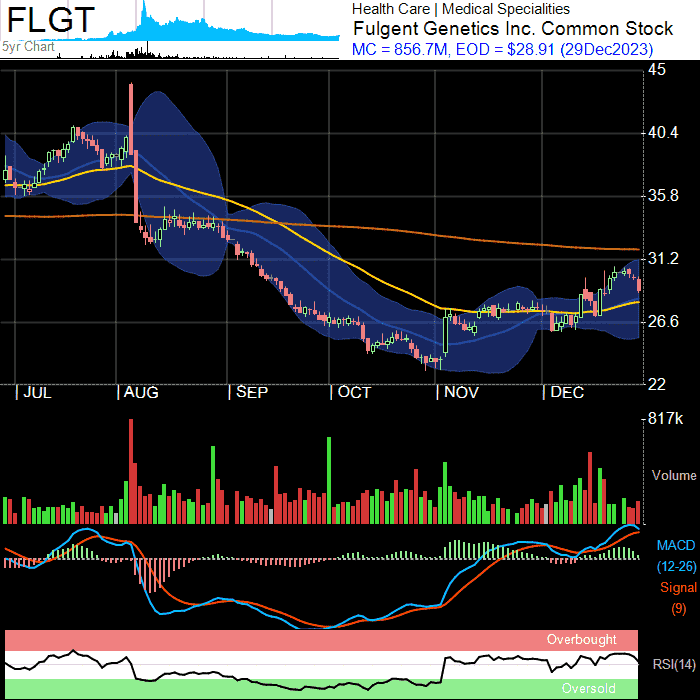 FLGT
5yr Chart
Health Care | Medical Specialities
Fulgent Genetics Inc. Common Stock
MC = 856.7M, EOD = $28.91 (29Dec2023)
45
40.4
35.8
31.2
26.6
22
JUL AUG SEP OCT NOV DEC
817k
Volume
MACD
(12-26)
Signal
(9)
Overbought
RSI(14)
Oversold